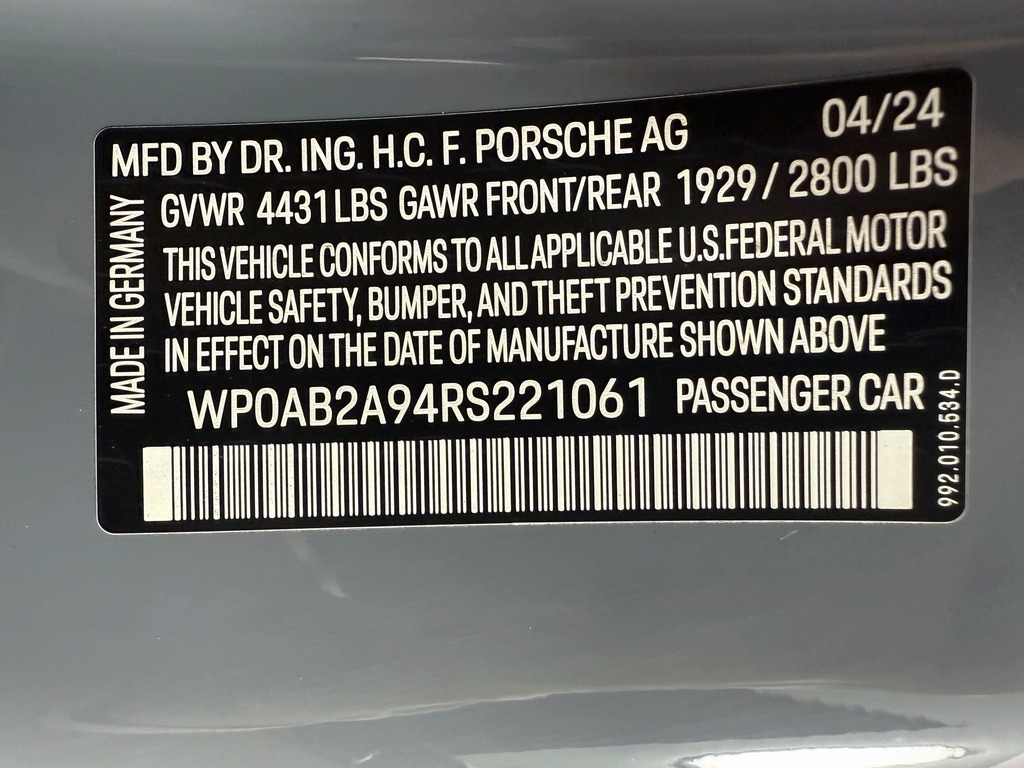 MFD BY DR. ING. H.C. F. PORSCHE AG 04/24
GVWR 4431 LBS GAWR FRONT/REAR 1929 / 2800 LBS
THIS VEHICLE CONFORMS TO ALL APPLICABLE U.S. FEDERAL MOTOR
VEHICLE SAFETY, BUMPER, AND THEFT PREVENTION STANDARDS
IN EFFECT ON THE DATE OF MANUFACTURE SHOWN ABOVE
WP0AB2A94RS221061 PASSENGER CAR
MADE IN GERMANY
992.010.534.D